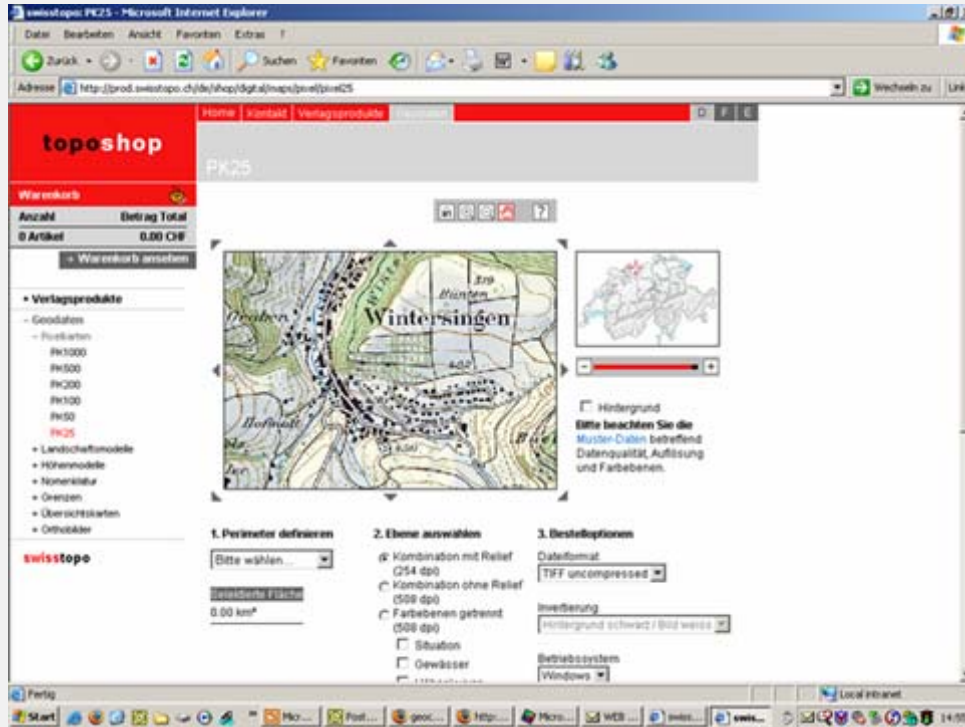 swisstopo: PK25 - Microsoft Internet Explorer
Datei Bearbeiten Ansicht Favoriten Extras ?
Zurück Suchen Favoriten
Adresse http://prod.swisstopo.ch/de/shop/digital/maps/pixel/pixel25 Wechseln zu Links
Home Kontakt Verlagsprodukte
D F E
toposhop
PK25
Warenkorb
Anzahl Betrag Total
0 Artikel 0.00 CHF
» Warenkorb ansehen
+ Verlagsprodukte
- Geodaten
PK1000
PK500
PK200
PK100
PK50
PK25
+ Landschaftsmodelle
+ Höhenmodelle
+ Nomenklatur
+ Grenzen
+ Übersichtskarten
+ Orthobilder
swisstopo
Wintersingen
Hintergrund
Bitte beachten Sie die
Muster-Daten betreffend
Datenqualität, Auflösung
und Farbebenen.
1. Perimeter definieren
Bitte wählen...
Selektierte Fläche
0.00 km²
2. Ebene auswählen
Kombination mit Relief
(254 dpi)
Kombination ohne Relief
(508 dpi)
Farbebenen getrennt
(508 dpi)
Situation
Gewässer
3. Bestelloptionen
Dateiformat
TIFF uncompressed
Invertierung
Hintergrund schwarz / Bild weiss
Betriebssystem
Windows
Fertig
Local intranet
Start